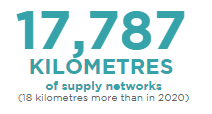 17,787
KILOMETRES
of supply networks
(18 kilometres more than in 2020)